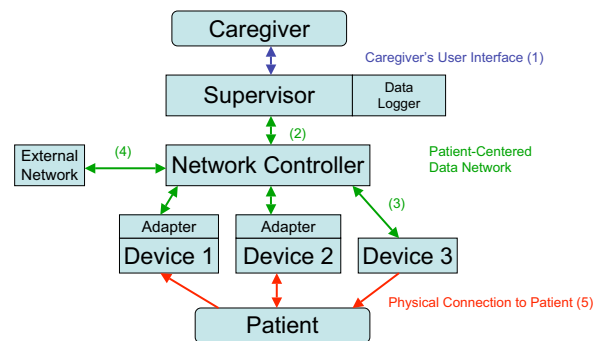 Caregiver
Caregiver's User Interface (1)
Supervisor
Data
Logger
(2)
External
Network
(4)
Network Controller
Patient-Centered
Data Network
(3)
Adapter
Device 1
Adapter
Device 2
Device 3
Physical Connection to Patient (5)
Patient